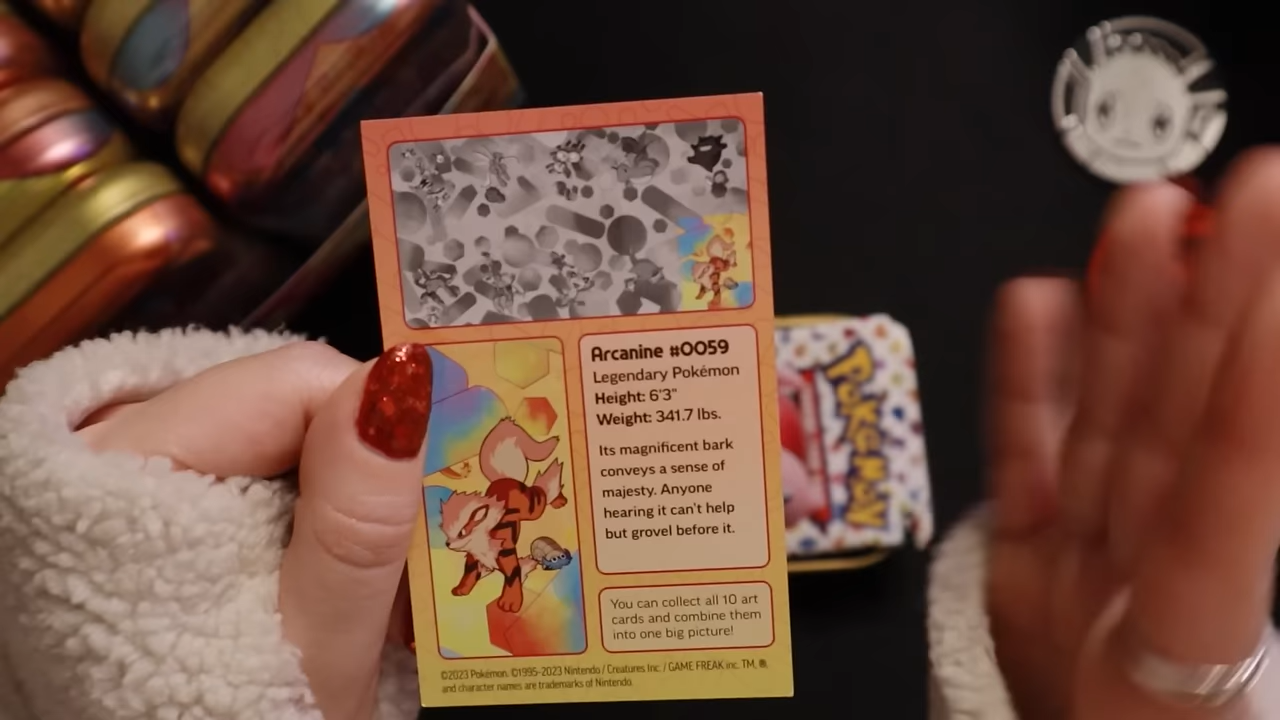 Arcanine #0059
Legendary Pokémon
Height: 6'3"
Weight: 341.7 lbs.
Its magnificent bark
conveys a sense of
majesty. Anyone
hearing it can't help
but grovel before it.
You can collect all 10 art
cards and combine them
into one big picture!
©2023 Pokémon. ©1995–2023 Nintendo / Creatures Inc. / GAME FREAK inc. TM, ®,
and character names are trademarks of Nintendo.
POKéMON